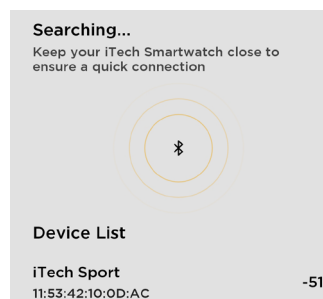 Searching...
Keep your iTech Smartwatch close to
ensure a quick connection
Device List
iTech Sport
-51
11:53:42:10:0D:AC